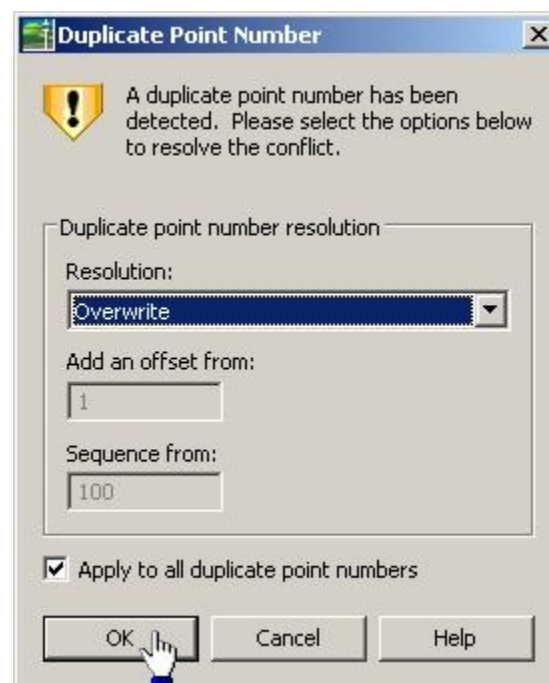 Duplicate Point Number
A duplicate point number has been
detected. Please select the options below
to resolve the conflict.
Duplicate point number resolution
Resolution:
Overwrite
Add an offset from:
1
Sequence from:
100
Apply to all duplicate point numbers
OK
Cancel
Help